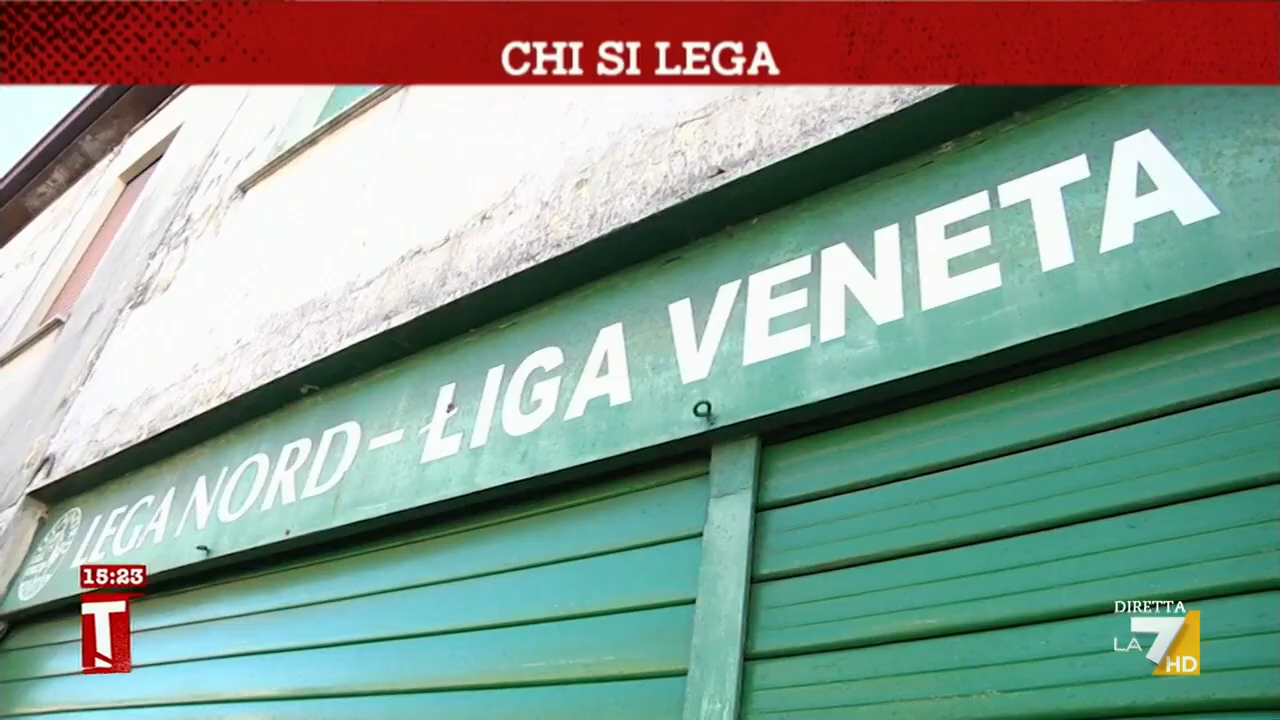 CHI SI LEGA
LEGA NORD – ŁIGA VENETA
15:23
T
DIRETTA
LA 7 HD